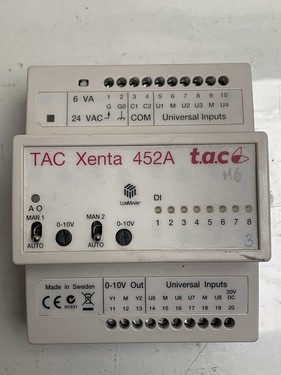 6 VA
1 2 3 4 5 6 7 8 9 10
G G0 C1 C2 U1 M U2 U3 M U4
24 VAC COM Universal Inputs
TAC Xenta 452A t.a.c
M6
LonMark
DI
A O
MAN 1 0-10V MAN 2 0-10V
AUTO AUTO
1 2 3 4 5 6 7 8
3
Made in Sweden 0-10V Out Universal Inputs 20V
Y1 M Y2 U5 M U6 U7 M U8 DC
11 12 13 14 15 16 17 18 19 20
CE N1831